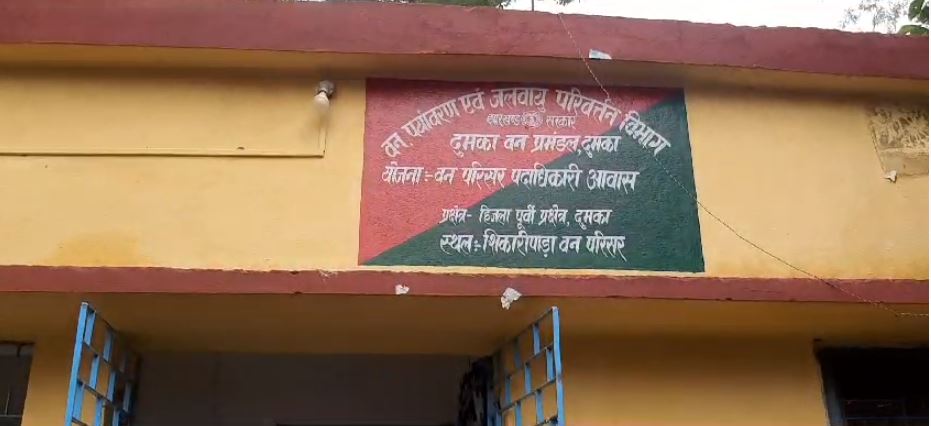 वन, पर्यावरण एवं जलवायु परिवर्तन विभाग
झारखण्ड सरकार
दुमका वन प्रमंडल, दुमका
योजना :- वन परिसर पदाधिकारी आवास
प्रक्षेत्र- हिजला पूर्वी प्रक्षेत्र, दुमका
स्थल :- शिकारीपाड़ा वन परिसर